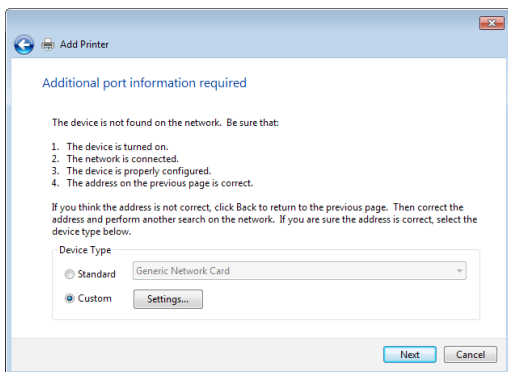 Add Printer
Additional port information required
The device is not found on the network. Be sure that:
1. The device is turned on.
2. The network is connected.
3. The device is properly configured.
4. The address on the previous page is correct.
If you think the address is not correct, click Back to return to the previous page. Then correct the
address and perform another search on the network. If you are sure the address is correct, select the
device type below.
Device Type
Standard
Generic Network Card
Custom
Settings...
Next
Cancel